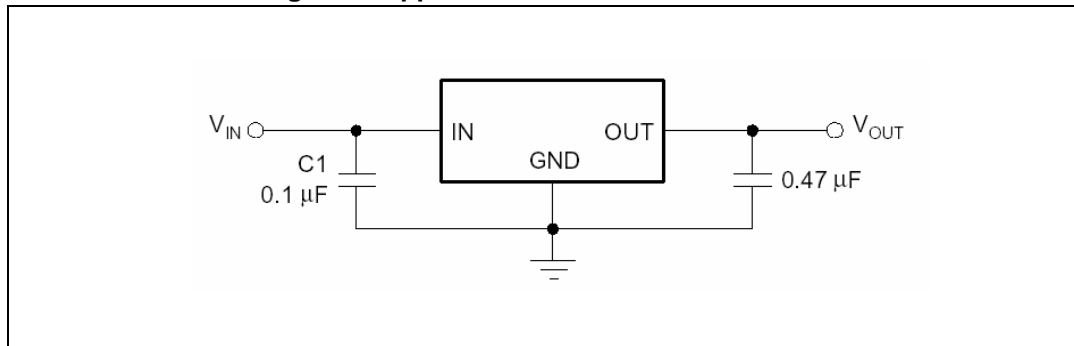 V_IN
IN
OUT
V_OUT
GND
C1
0.1 μF
0.47 μF